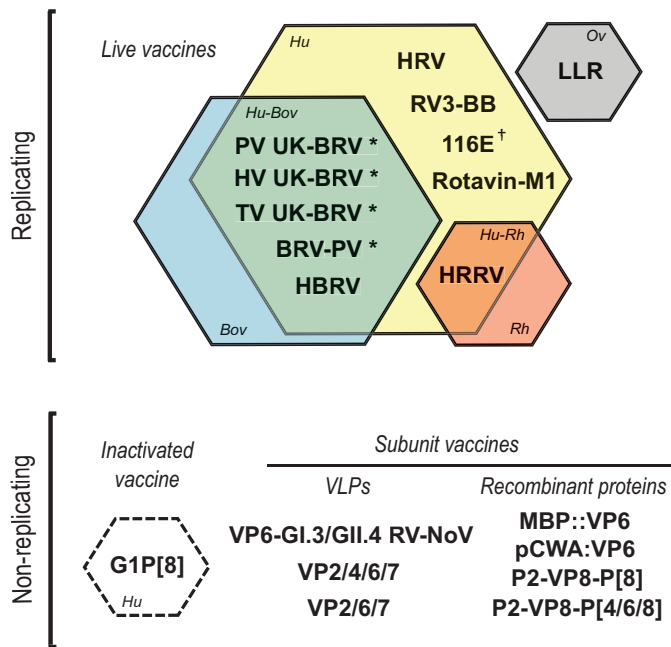 Live vaccines
Hu
HRV
RV3-BB
116E†
Rotavin-M1
Ov
LLR
Hu-Bov
PV UK-BRV *
HV UK-BRV *
TV UK-BRV *
BRV-PV *
HBRV
Bov
Hu-Rh
HRRV
Rh
Replicating
Non-replicating
Inactivated
vaccine
G1P[8]
Hu
Subunit vaccines
VLPs
VP6-GI.3/GII.4 RV-NoV
VP2/4/6/7
VP2/6/7
Recombinant proteins
MBP::VP6
pCWA:VP6
P2-VP8-P[8]
P2-VP8-P[4/6/8]